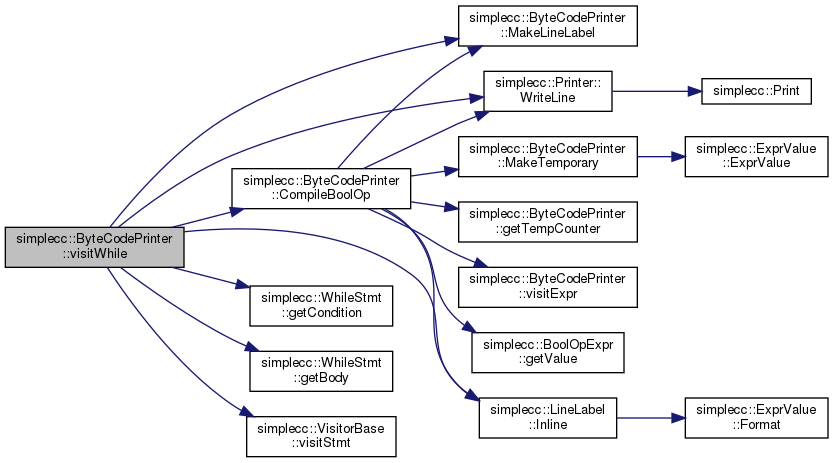 simplecc::ByteCodePrinter
::visitWhile
simplecc::ByteCodePrinter
::CompileBoolOp
simplecc::WhileStmt
::getCondition
simplecc::WhileStmt
::getBody
simplecc::VisitorBase
::visitStmt
simplecc::ByteCodePrinter
::MakeLineLabel
simplecc::Printer::
WriteLine
simplecc::ByteCodePrinter
::MakeTemporary
simplecc::ByteCodePrinter
::getTempCounter
simplecc::ByteCodePrinter
::visitExpr
simplecc::BoolOpExpr
::getValue
simplecc::LineLabel
::Inline
simplecc::Print
simplecc::ExprValue
::ExprValue
simplecc::ExprValue
::Format